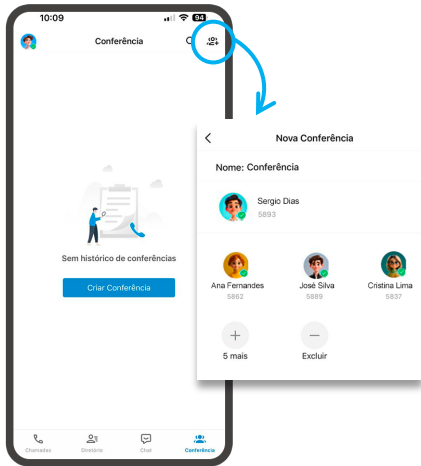 10:09
94
Conferência
Sem histórico de conferências
Criar Conferência
Chamadas
Diretório
Chat
Conferência
Nova Conferência
Nome: Conferência
Sergio Dias
5893
Ana Fernandes
5862
José Silva
5889
Cristina Lima
5837
5 mais
Excluir